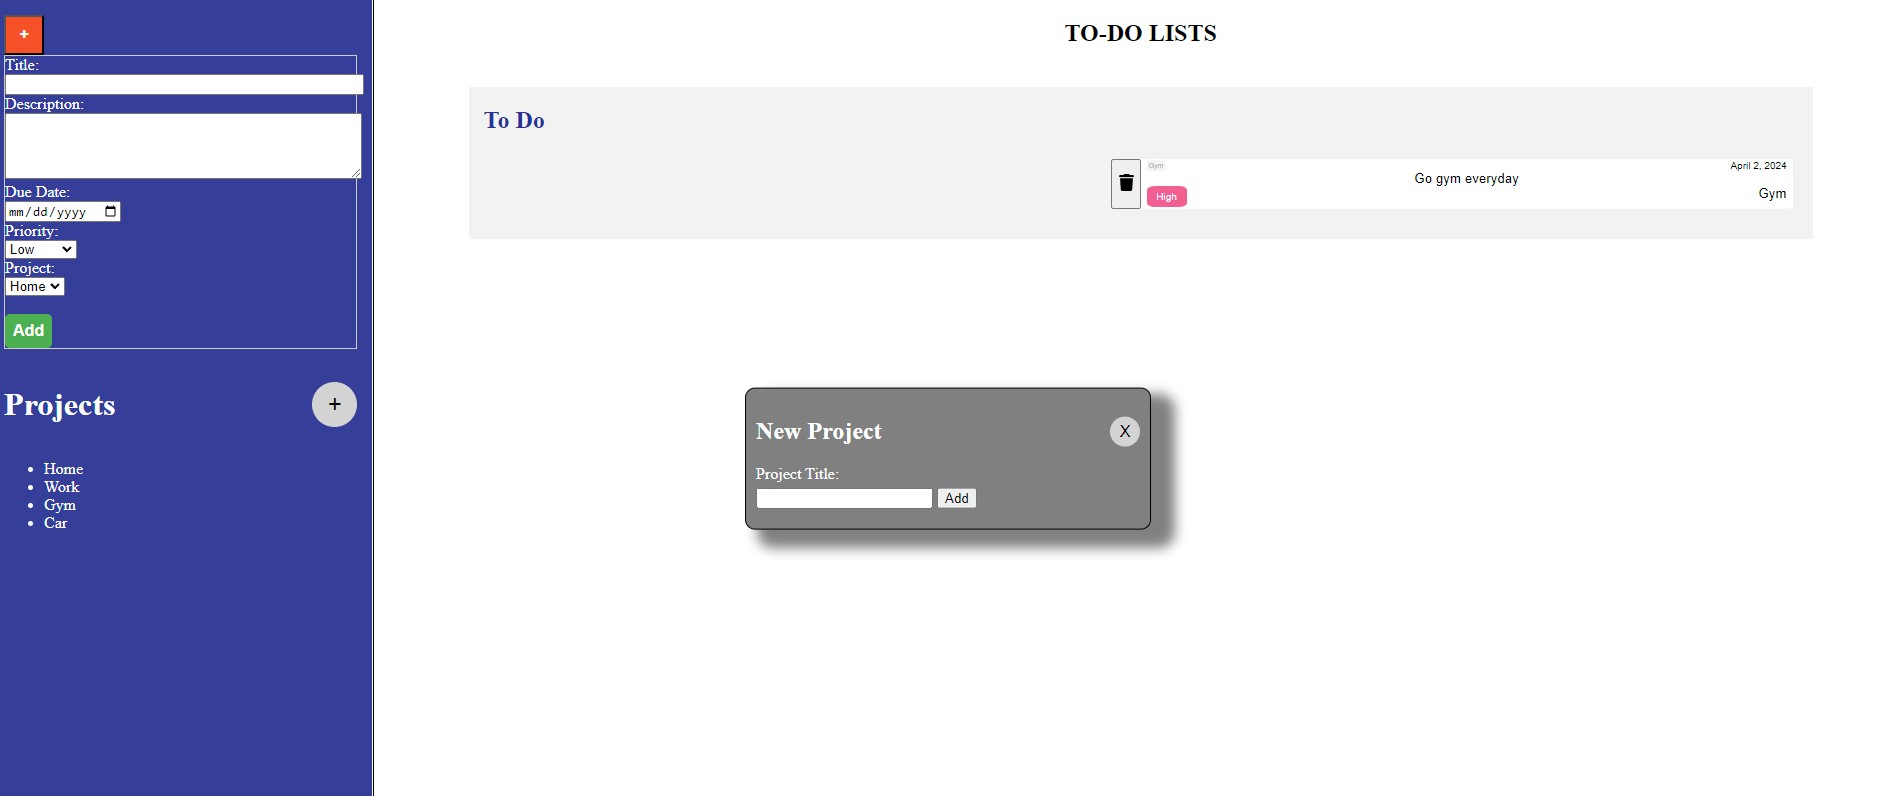 +
Title:
Description:
Due Date:
mm/dd/yyyy
Priority:
Low
Project:
Home
Add
Projects
+
Home
Work
Gym
Car
TO-DO LISTS
To Do
Gym
April 2, 2024
Go gym everyday
High
Gym
New Project
X
Project Title:
Add